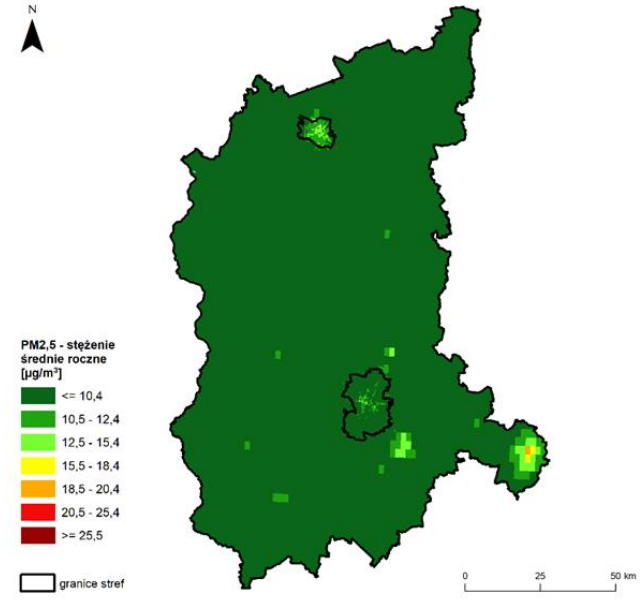 N
PM2,5 - stężenie
średnie roczne
[µg/m³]
<= 10,4
10,5 - 12,4
12,5 - 15,4
15,5 - 18,4
18,5 - 20,4
20,5 - 25,4
>= 25,5
granice stref
0 25 50 km